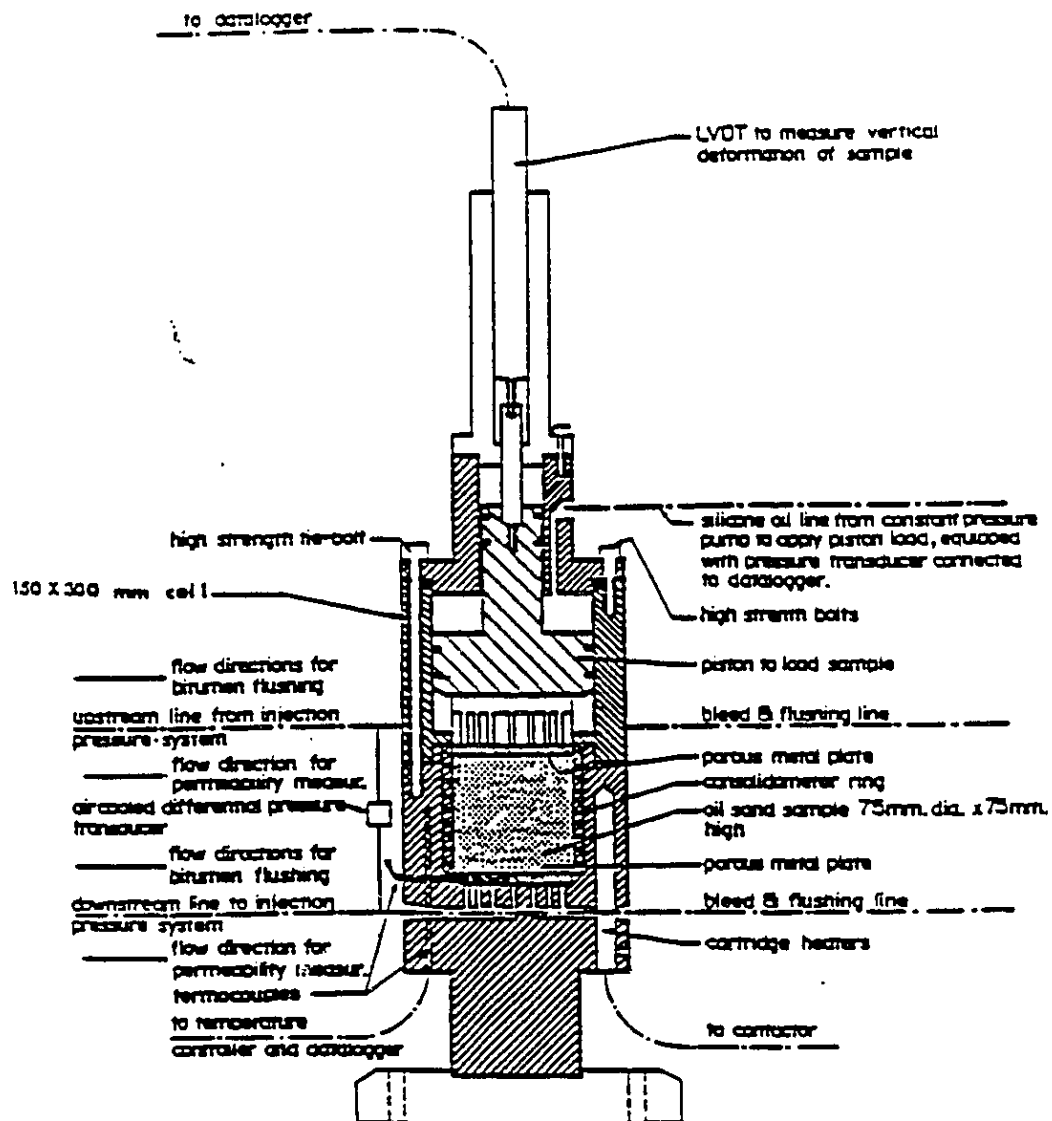 to datalogger
LVDT to measure vertical
deformation of sample
silicone oil line from constant pressure
pump to apply piston load, equipped
with pressure transducer connected
to datalogger.
high strength tie-bolt
150 X 300 mm cell
high strenth bolts
flow directions for
bitumen flushing
piston to load sample
upstream line from injection
pressure-system
bleed & flushing line
flow direction for
permeability measur.
porous metal plate
consolidameter ring
aircooled differential pressure
transducer
oil sand sample 75mm. dia. x 75mm.
high
flow directions for
bitumen flushing
porous metal plate
downstream line to injection
pressure system
bleed & flushing line
flow direction for
permeability measur.
cartridge heaters
termocouples
to temperature
controller and datalogger
to contactor